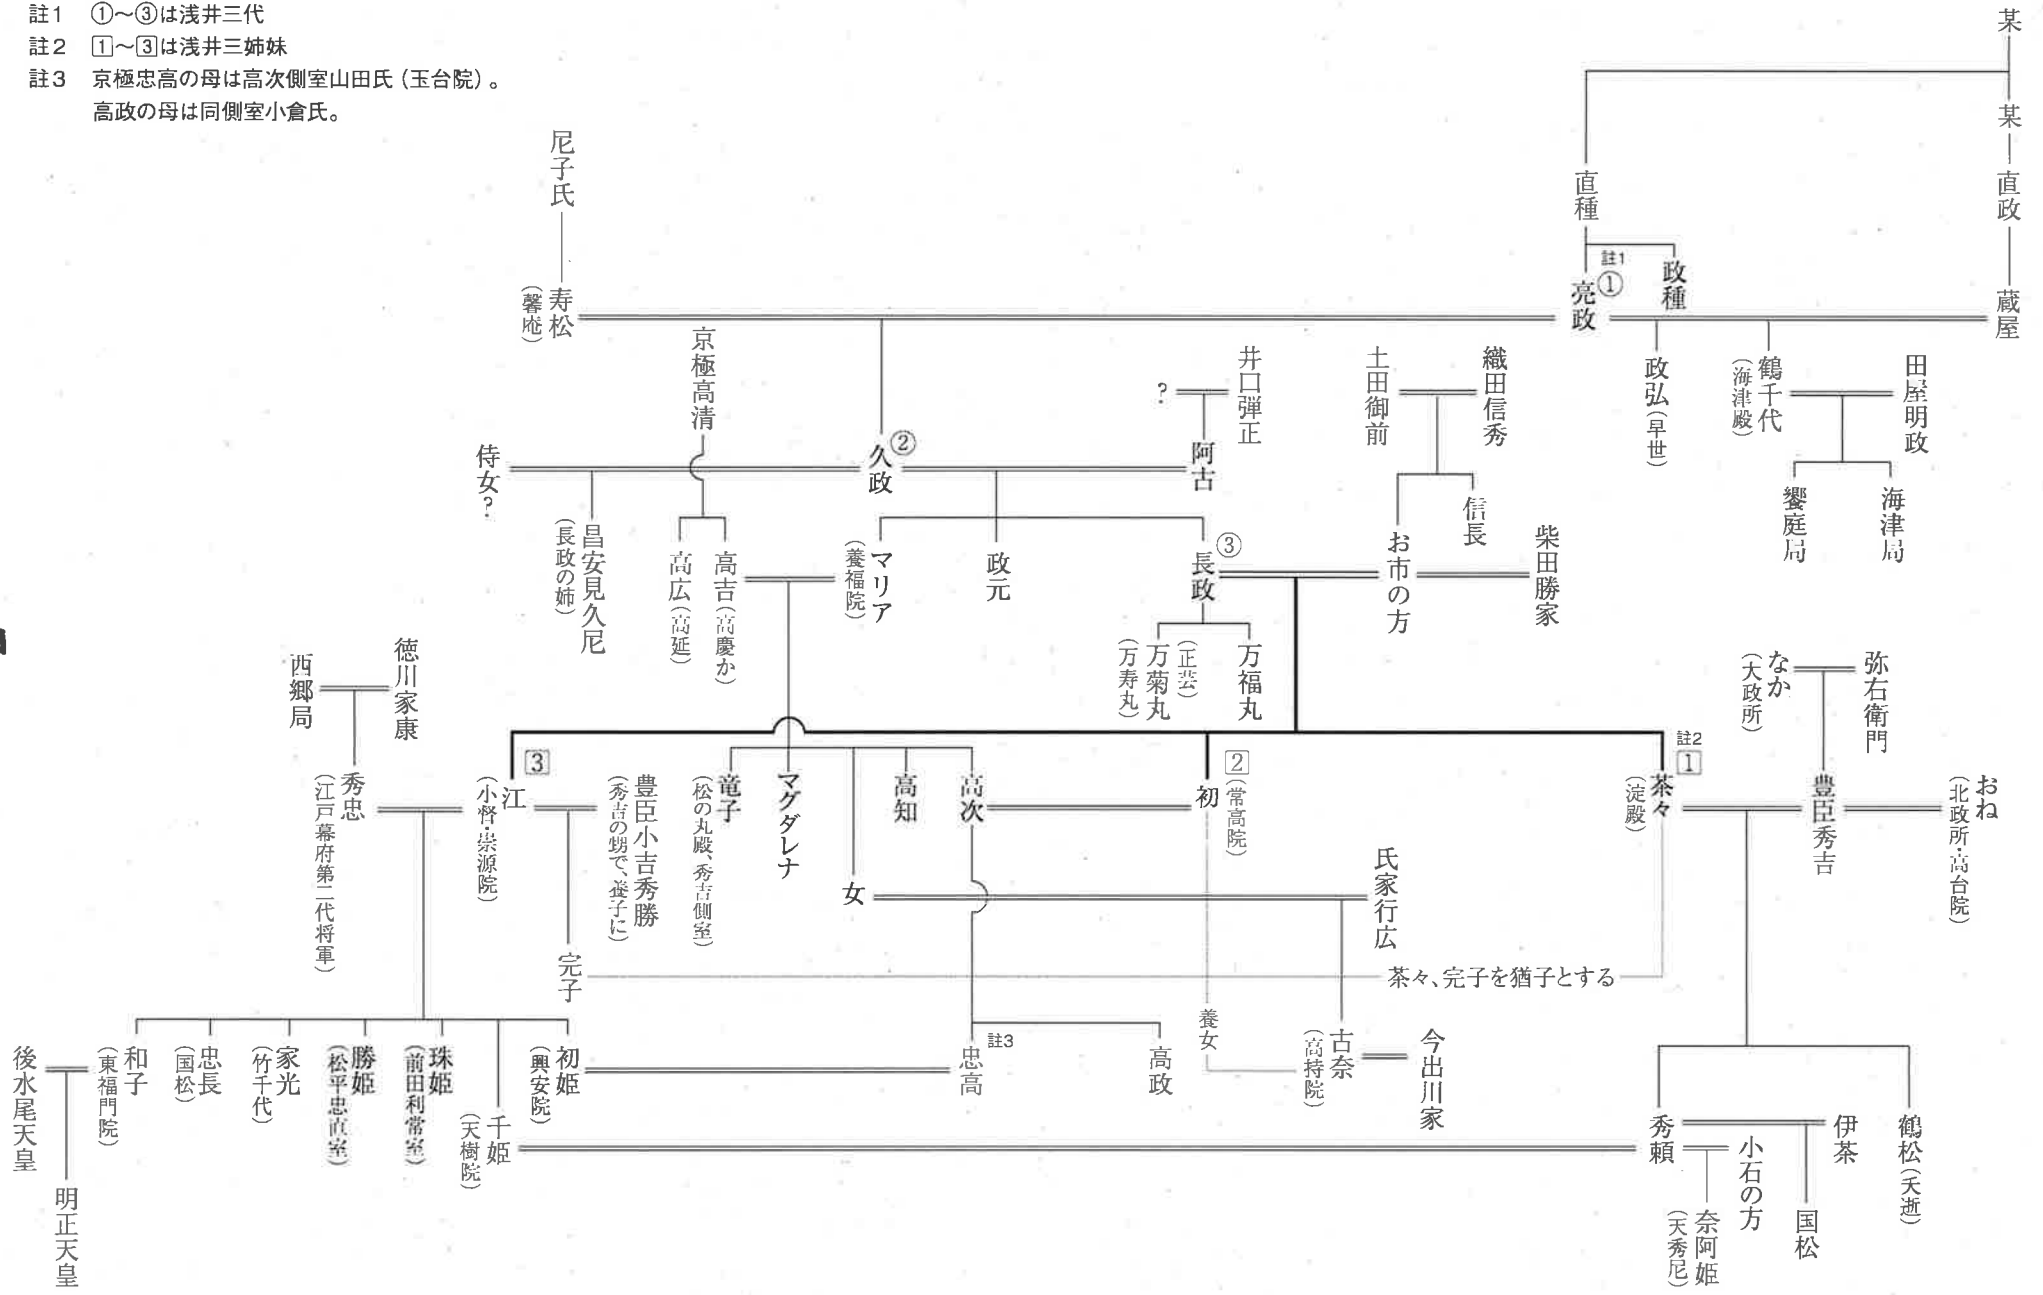 註1 ①～③は浅井三代
註2 1～3は浅井三姉妹
註3 京極忠高の母は高次側室山田氏（玉台院）。
高政の母は同側室小倉氏。
某
某
直政
蔵屋
直種
註1
①
亮政
政種
尼子氏
寿松
（馨庵）
田屋明政
鶴千代
（海津殿）
政弘（早世）
海津局
饗庭局
織田信秀
土田御前
信長
井口弾正
?
阿古
②
久政
京極高清
侍女?
柴田勝家
お市の方
③
長政
政元
マリア
（養福院）
高吉（高慶か）
高広（高延）
昌安見久尼
（長政の姉）
万福丸
（正芸）
万菊丸
（万寿丸）
弥右衛門
なか
（大政所）
徳川家康
西郷局
おね
（北政所・高台院）
豊臣秀吉
註2
1
茶々
（淀殿）
2
初
（常高院）
高次
高知
女
マグダレナ
竜子
（松の丸殿、秀吉側室）
豊臣小吉秀勝
（秀吉の甥で、養子に）
3
江
（小督・崇源院）
秀忠
（江戸幕府第二代将軍）
氏家行広
完子
茶々、完子を猶子とする
養女
今出川家
古奈
（高持院）
高政
註3
忠高
初姫
（興安院）
千姫
（天樹院）
珠姫
（前田利常室）
勝姫
（松平忠直室）
家光
（竹千代）
忠長
（国松）
和子
（東福門院）
後水尾天皇
明正天皇
鶴松（夭逝）
伊茶
国松
小石の方
秀頼
奈阿姫
（天秀尼）